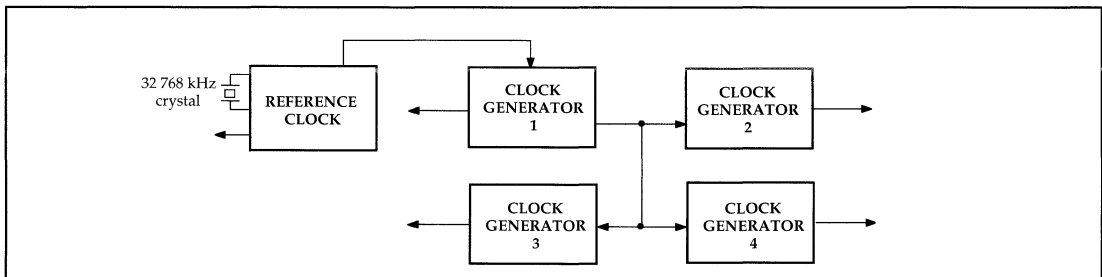 32 768 kHz
crystal
REFERENCE
CLOCK
CLOCK
GENERATOR
1
CLOCK
GENERATOR
2
CLOCK
GENERATOR
3
CLOCK
GENERATOR
4